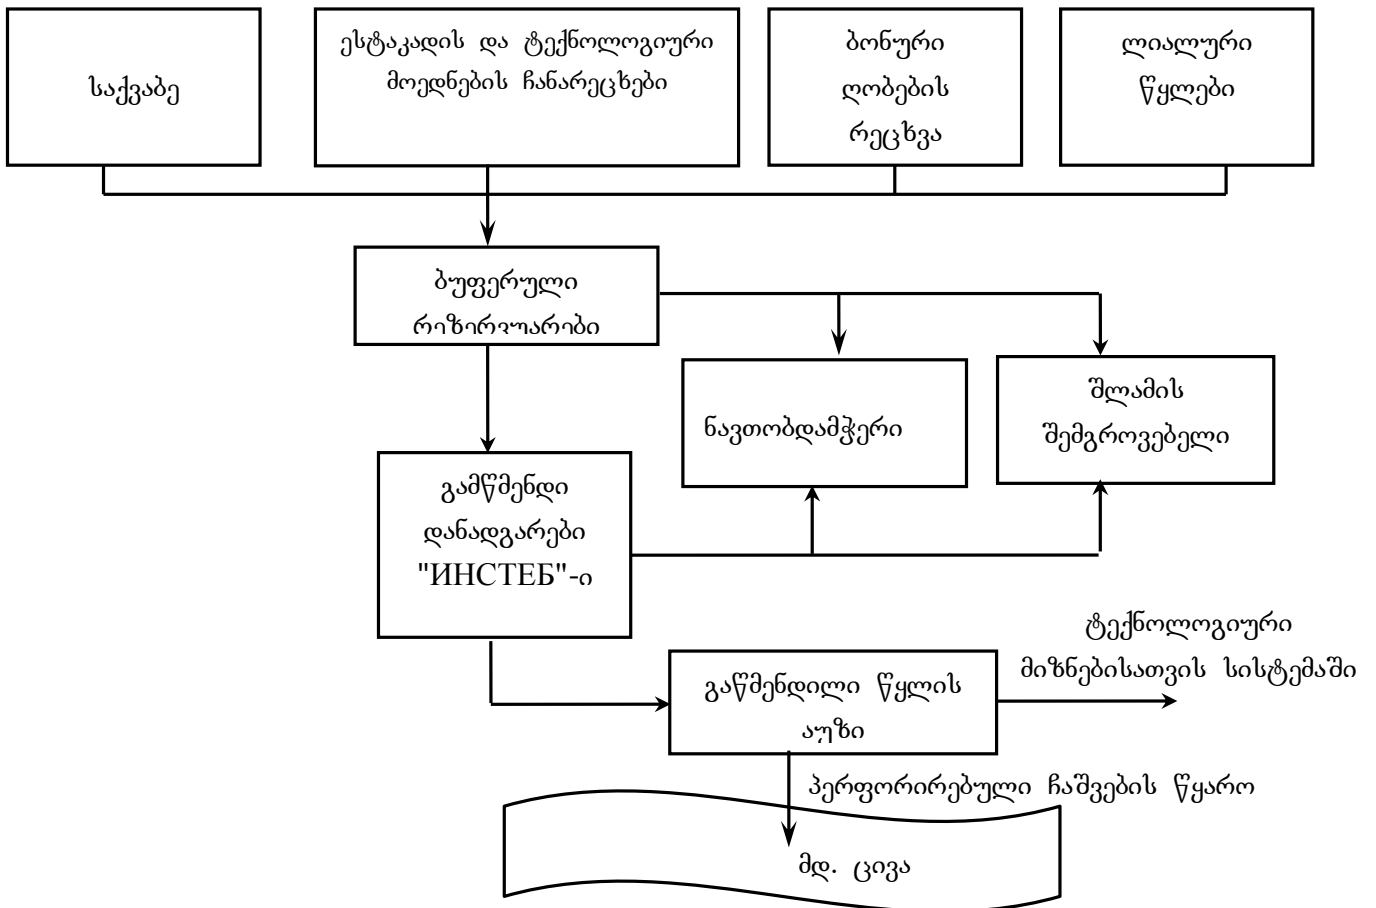 საქვაბე
ესტაკადის და ტექნოლოგიური
მოედნების ჩანარეცხები
ბონური
ღობების
რეცხვა
ლიალური
წყლები
ბუფერული
რეზერვუარები
ნავთობდამჭერი
შლამის
შემგროვებელი
გამწმენდი
დანადგარები
"ИНСТЕБ"-ი
ტექნოლოგიური
მიზნებისათვის სისტემაში
გაწმენდილი წყლის
აუზი
პერფორირებული ჩაშვების წყარო
მდ. ცივა